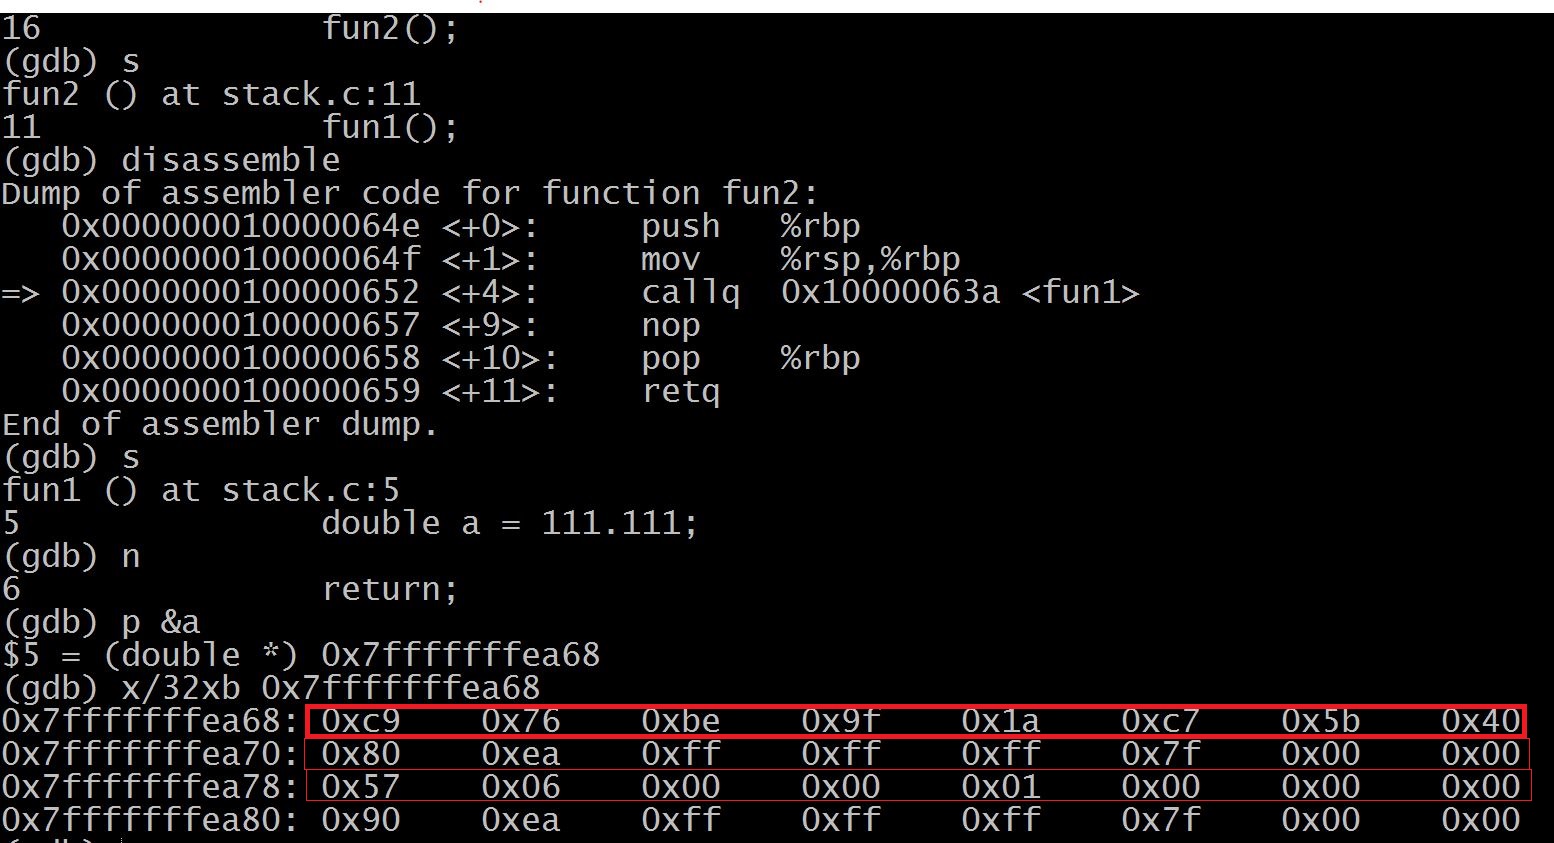 16              fun2();
(gdb) s
fun2 () at stack.c:11
11              fun1();
(gdb) disassemble
Dump of assembler code for function fun2:
   0x000000010000064e <+0>:     push   %rbp
   0x000000010000064f <+1>:     mov    %rsp,%rbp
=> 0x0000000100000652 <+4>:     callq  0x10000063a <fun1>
   0x0000000100000657 <+9>:     nop
   0x0000000100000658 <+10>:    pop    %rbp
   0x0000000100000659 <+11>:    retq
End of assembler dump.
(gdb) s
fun1 () at stack.c:5
5               double a = 111.111;
(gdb) n
6               return;
(gdb) p &a
$5 = (double *) 0x7fffffffea68
(gdb) x/32xb 0x7fffffffea68
0x7fffffffea68: 0xc9    0x76    0xbe    0x9f    0x1a    0xc7    0x5b    0x40
0x7fffffffea70: 0x80    0xea    0xff    0xff    0xff    0x7f    0x00    0x00
0x7fffffffea78: 0x57    0x06    0x00    0x00    0x01    0x00    0x00    0x00
0x7fffffffea80: 0x90    0xea    0xff    0xff    0xff    0x7f    0x00    0x00